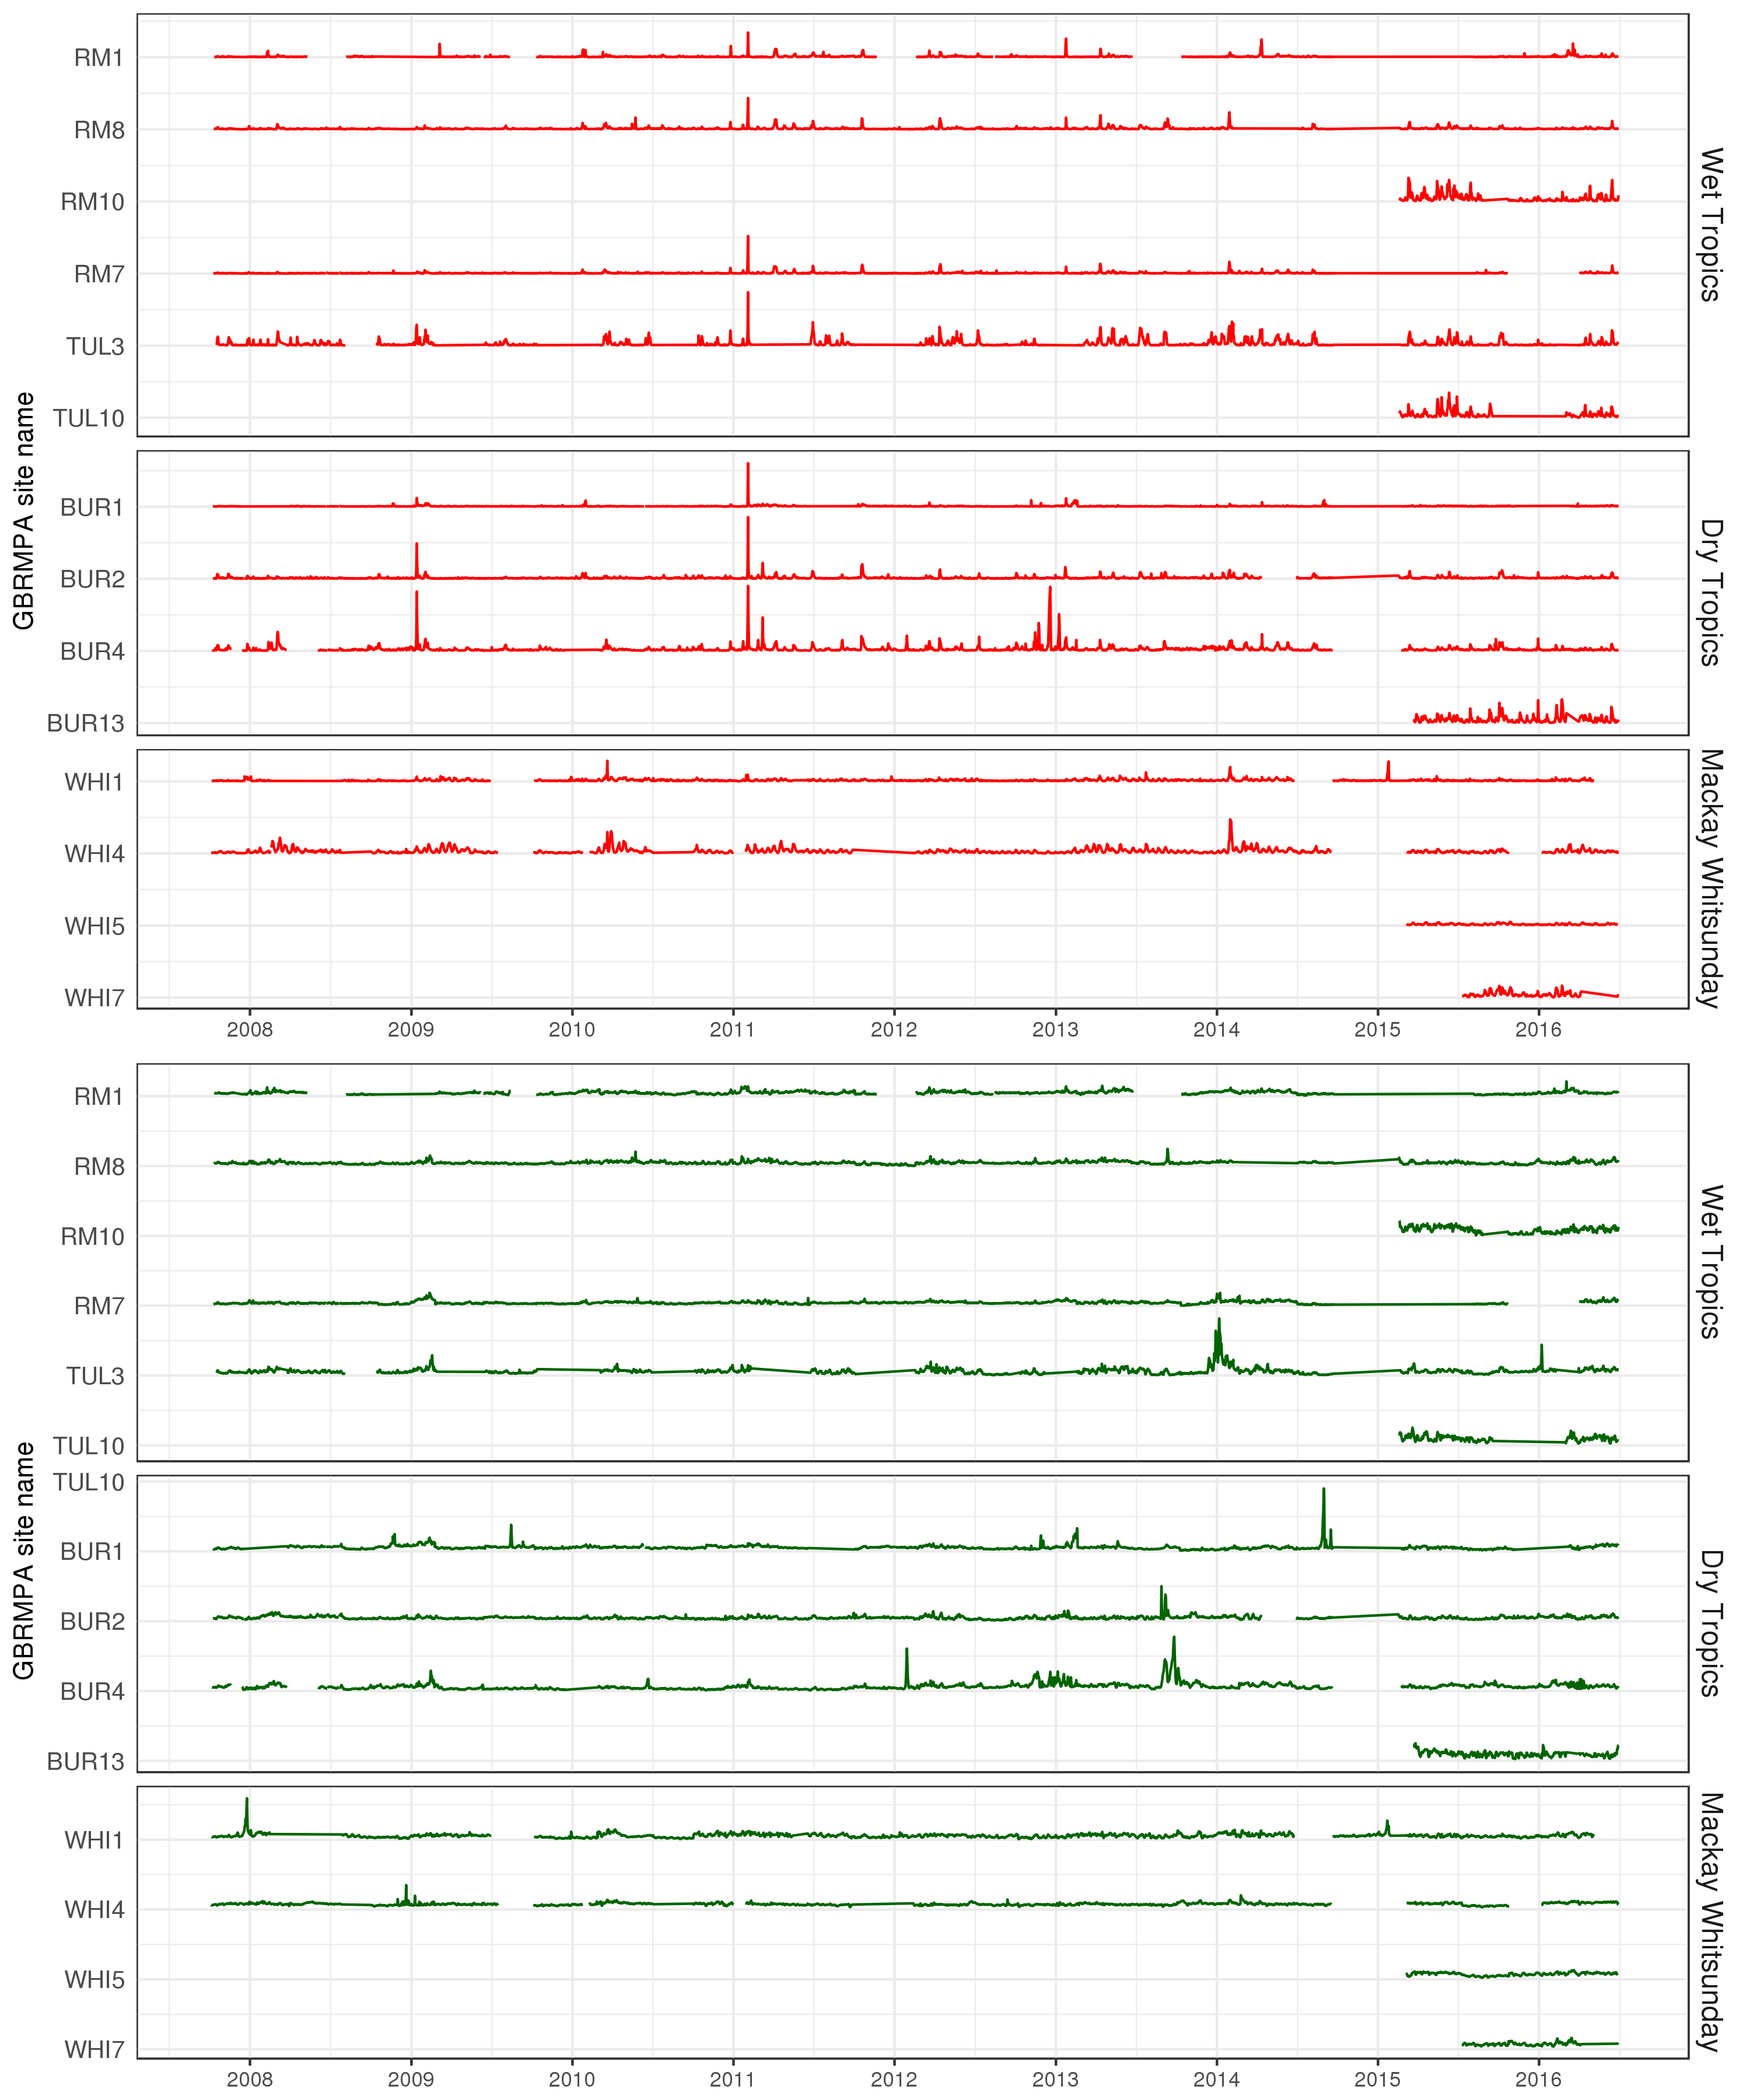 GBRMPA site name
RM1
RM8
RM10
RM7
TUL3
TUL10
Wet Tropics
BUR1
BUR2
BUR4
BUR13
Dry Tropics
WHI1
WHI4
WHI5
WHI7
Mackay Whitsunday
2008 2009 2010 2011 2012 2013 2014 2015 2016
GBRMPA site name
RM1
RM8
RM10
RM7
TUL3
TUL10
Wet Tropics
TUL10
BUR1
BUR2
BUR4
BUR13
Dry Tropics
WHI1
WHI4
WHI5
WHI7
Mackay Whitsunday
2008 2009 2010 2011 2012 2013 2014 2015 2016